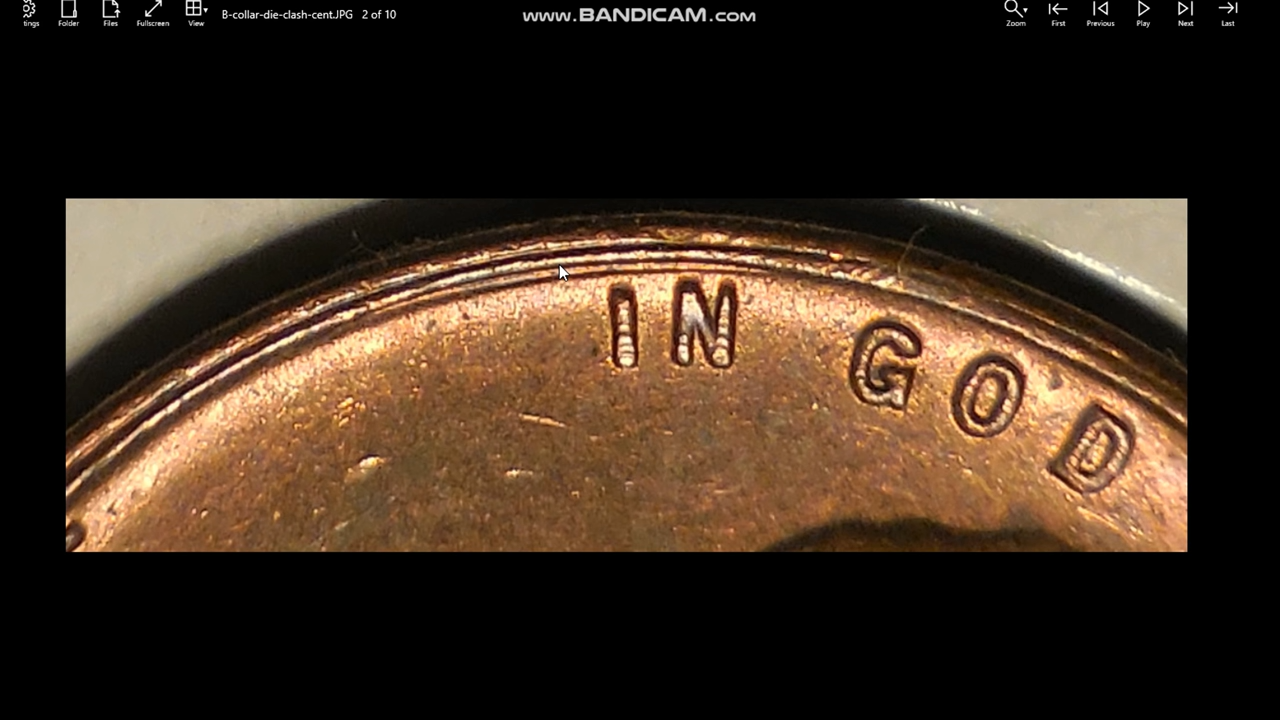 B-collar-die-clash-cent.JPG 2 of 10
www.BANDICAM.com
tings Folder Files Fullscreen View
Zoom First Previous Play Next Last
IN GOD